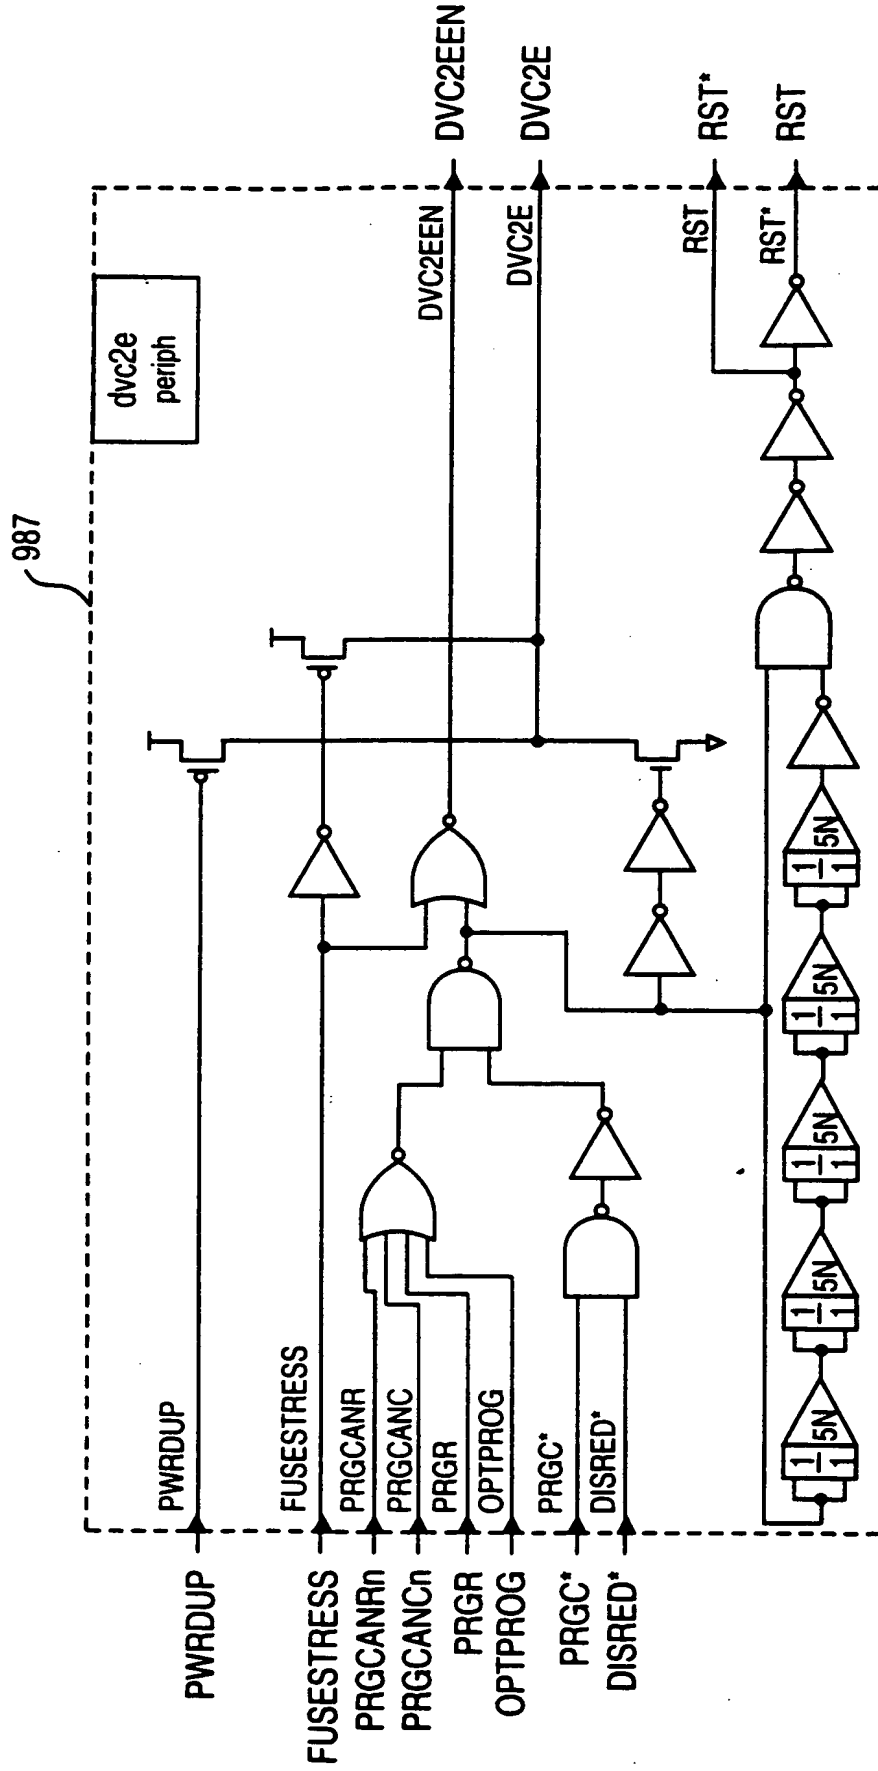 987
dvc2e
periph
PWRDUP
PWRDUP
FUSESTRESS
FUSESTRESS
PRGCANRn
PRGCANR
PRGCANCn
PRGCANC
PRGR
PRGR
OPTPROG
OPTPROG
PRGC*
PRGC*
DISRED*
DISRED*
DVC2EEN
DVC2EEN
DVC2E
DVC2E
RST
RST*
RST*
RST
1
1
5N
1
1
5N
1
1
5N
1
1
5N
1
1
5N